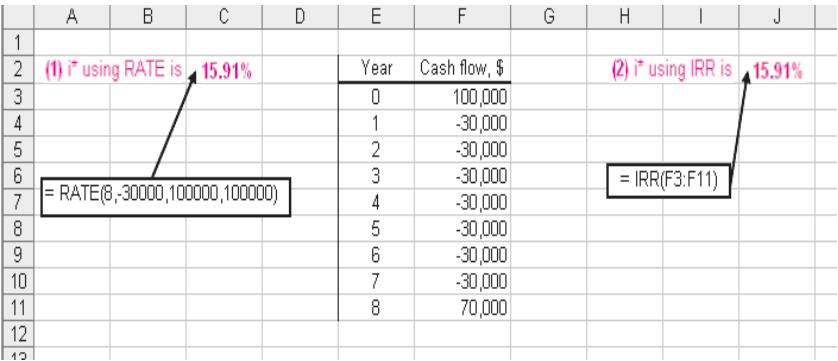 A B C D E F G H I J
1
2 (1) i* using RATE is 15.91% Year Cash flow, $ (2) i* using IRR is 15.91%
3 0 100,000
4 1 -30,000
5 2 -30,000
6 3 -30,000 = IRR(F3:F11)
7 = RATE(8,-30000,100000,100000) 4 -30,000
8 5 -30,000
9 6 -30,000
10 7 -30,000
11 8 70,000
12
13